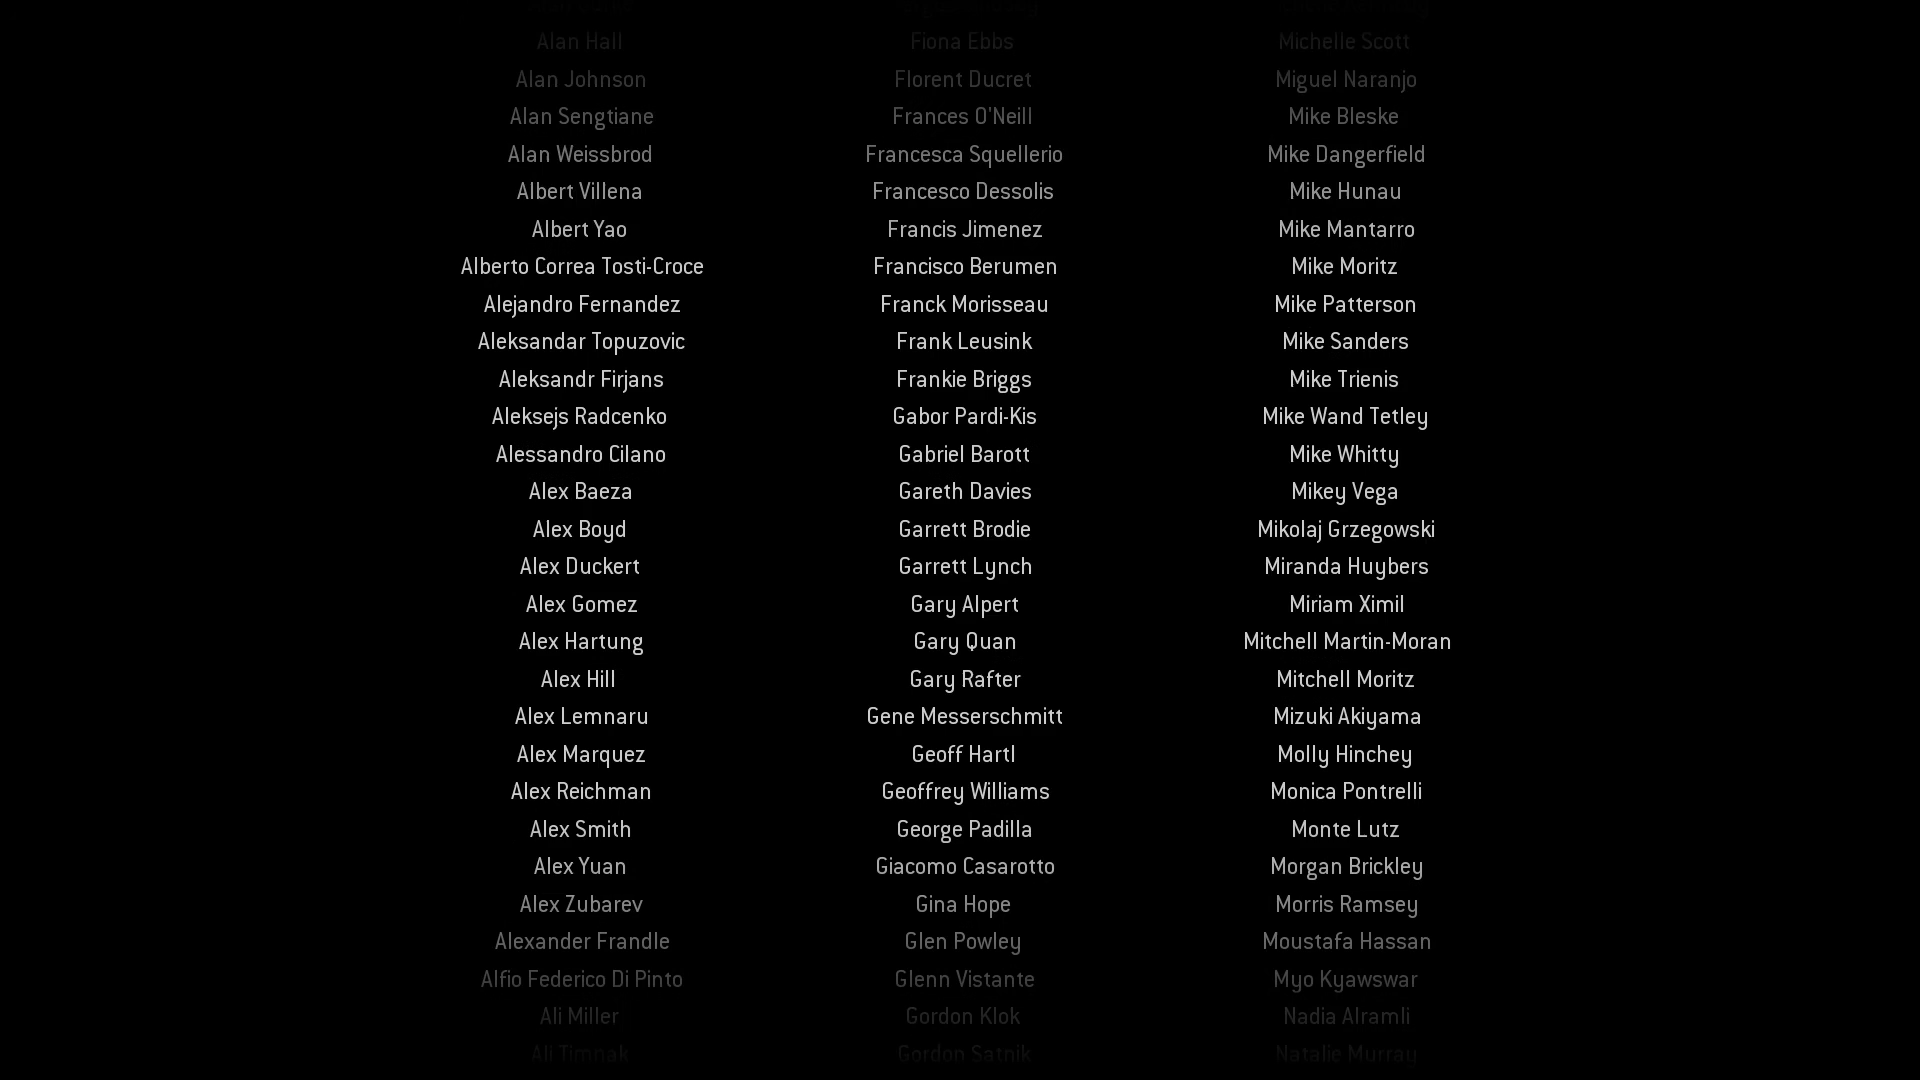 Alan Hall
Alan Johnson
Alan Sengtiane
Alan Weissbrod
Albert Villena
Albert Yao
Alberto Correa Tosti-Croce
Alejandro Fernandez
Aleksandar Topuzovic
Aleksandr Firjans
Aleksejs Radcenko
Alessandro Cilano
Alex Baeza
Alex Boyd
Alex Duckert
Alex Gomez
Alex Hartung
Alex Hill
Alex Lemnaru
Alex Marquez
Alex Reichman
Alex Smith
Alex Yuan
Alex Zubarev
Alexander Frandle
Alfio Federico Di Pinto
Ali Miller
Ali Timnak
Fiona Ebbs
Florent Ducret
Frances O'Neill
Francesca Squellerio
Francesco Dessolis
Francis Jimenez
Francisco Berumen
Franck Morisseau
Frank Leusink
Frankie Briggs
Gabor Pardi-Kis
Gabriel Barott
Gareth Davies
Garrett Brodie
Garrett Lynch
Gary Alpert
Gary Quan
Gary Rafter
Gene Messerschmitt
Geoff Hartl
Geoffrey Williams
George Padilla
Giacomo Casarotto
Gina Hope
Glen Powley
Glenn Vistante
Gordon Klok
Gordon Satnik
Michelle Scott
Miguel Naranjo
Mike Bleske
Mike Dangerfield
Mike Hunau
Mike Mantarro
Mike Moritz
Mike Patterson
Mike Sanders
Mike Trienis
Mike Wand Tetley
Mike Whitty
Mikey Vega
Mikolaj Grzegowski
Miranda Huybers
Miriam Ximil
Mitchell Martin-Moran
Mitchell Moritz
Mizuki Akiyama
Molly Hinchey
Monica Pontrelli
Monte Lutz
Morgan Brickley
Morris Ramsey
Moustafa Hassan
Myo Kyawswar
Nadia Alramli
Natalie Murray